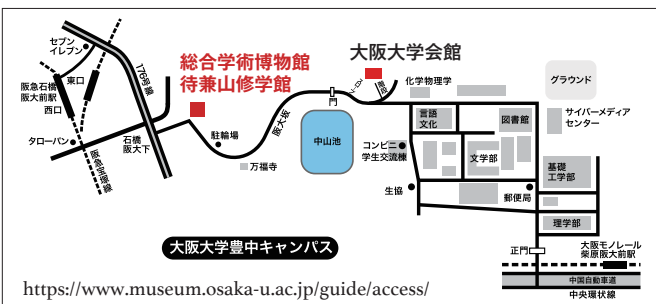 セブン
イレブン
176号線
阪急石橋
阪大前駅
西口
東口
タローパン
阪急宝塚線
石橋
阪大下
総合学術博物館
待兼山修学館
駐輪場
万福寺
阪大坂
中山池
門
大阪大学会館
化学物理学
言語
文化
図書館
グラウンド
サイバーメディア
センター
コンビニ
学生交流棟
文学部
基礎
工学部
生協
郵便局
理学部
正門
大阪モノレール
柴原阪大前駅
中国自動車道
中央環状線
大阪大学豊中キャンパス
https://www.museum.osaka-u.ac.jp/guide/access/